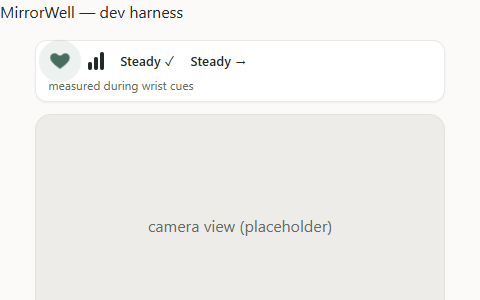 MirrorWell — dev harness
Steady ✓ Steady →
measured during wrist cues
camera view (placeholder)